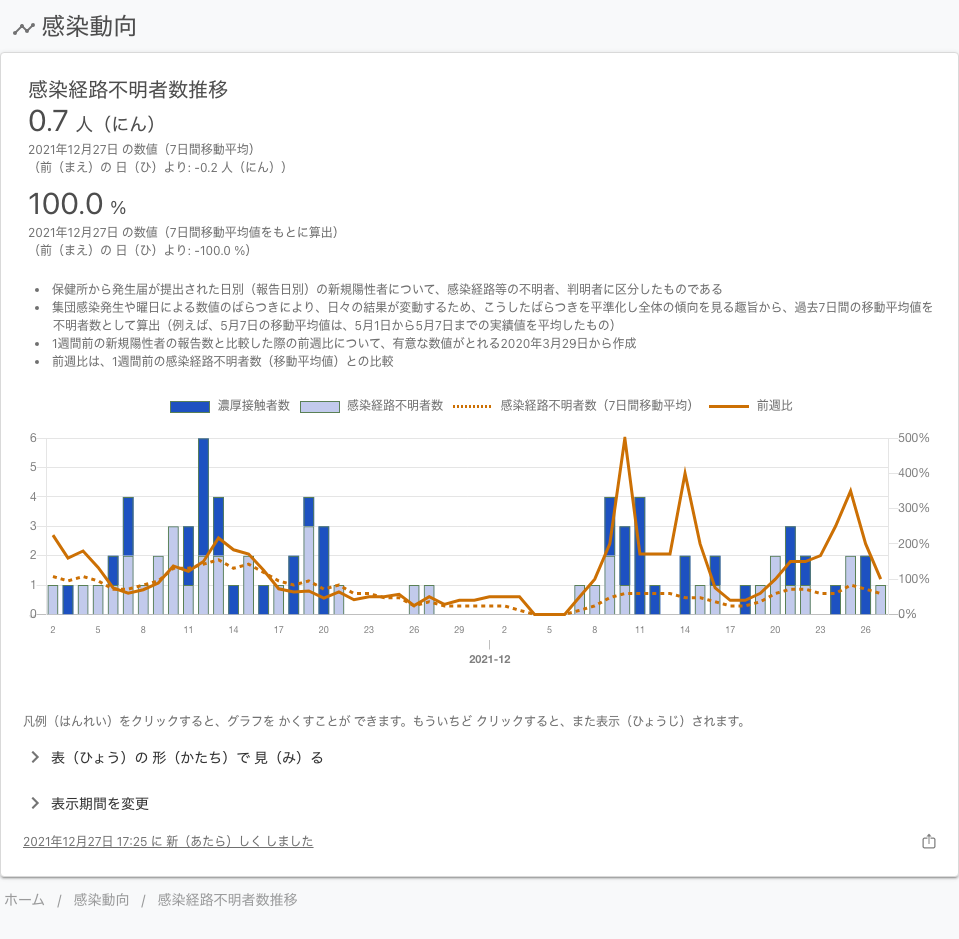 感染動向
感染経路不明者数推移
0.7 人（にん）
2021年12月27日 の数値（7日間移動平均）
（前（まえ）の 日（ひ）より: -0.2 人（にん））
100.0 %
2021年12月27日 の数値（7日間移動平均値をもとに算出）
（前（まえ）の 日（ひ）より: -100.0 %）
• 保健所から発生届が提出された日別（報告日別）の新規陽性者について、感染経路等の不明者、判明者に区分したものである
• 集団感染発生や曜日による数値のばらつきにより、日々の結果が変動するため、こうしたばらつきを平準化し全体の傾向を見る趣旨から、過去7日間の移動平均値を
不明者数として算出（例えば、5月7日の移動平均値は、5月1日から5月7日までの実績値を平均したもの）
• 1週間前の新規陽性者の報告数と比較した際の前週比について、有意な数値がとれる2020年3月29日から作成
• 前週比は、1週間前の感染経路不明者数（移動平均値）との比較
濃厚接触者数 感染経路不明者数 感染経路不明者数（7日間移動平均） 前週比
6 500%
5 400%
4 300%
3 200%
2 100%
1 0%
0
2 5 8 11 14 17 20 23 26 29 2 5 8 11 14 17 20 23 26
2021-12
凡例（はんれい）をクリックすると、グラフを かくすことが できます。もういちど クリックすると、また表示（ひょうじ）されます。
表（ひょう）の 形（かたち）で 見（み）る
表示期間を変更
2021年12月27日 17:25 に 新（あたら）しく しました
ホーム / 感染動向 / 感染経路不明者数推移